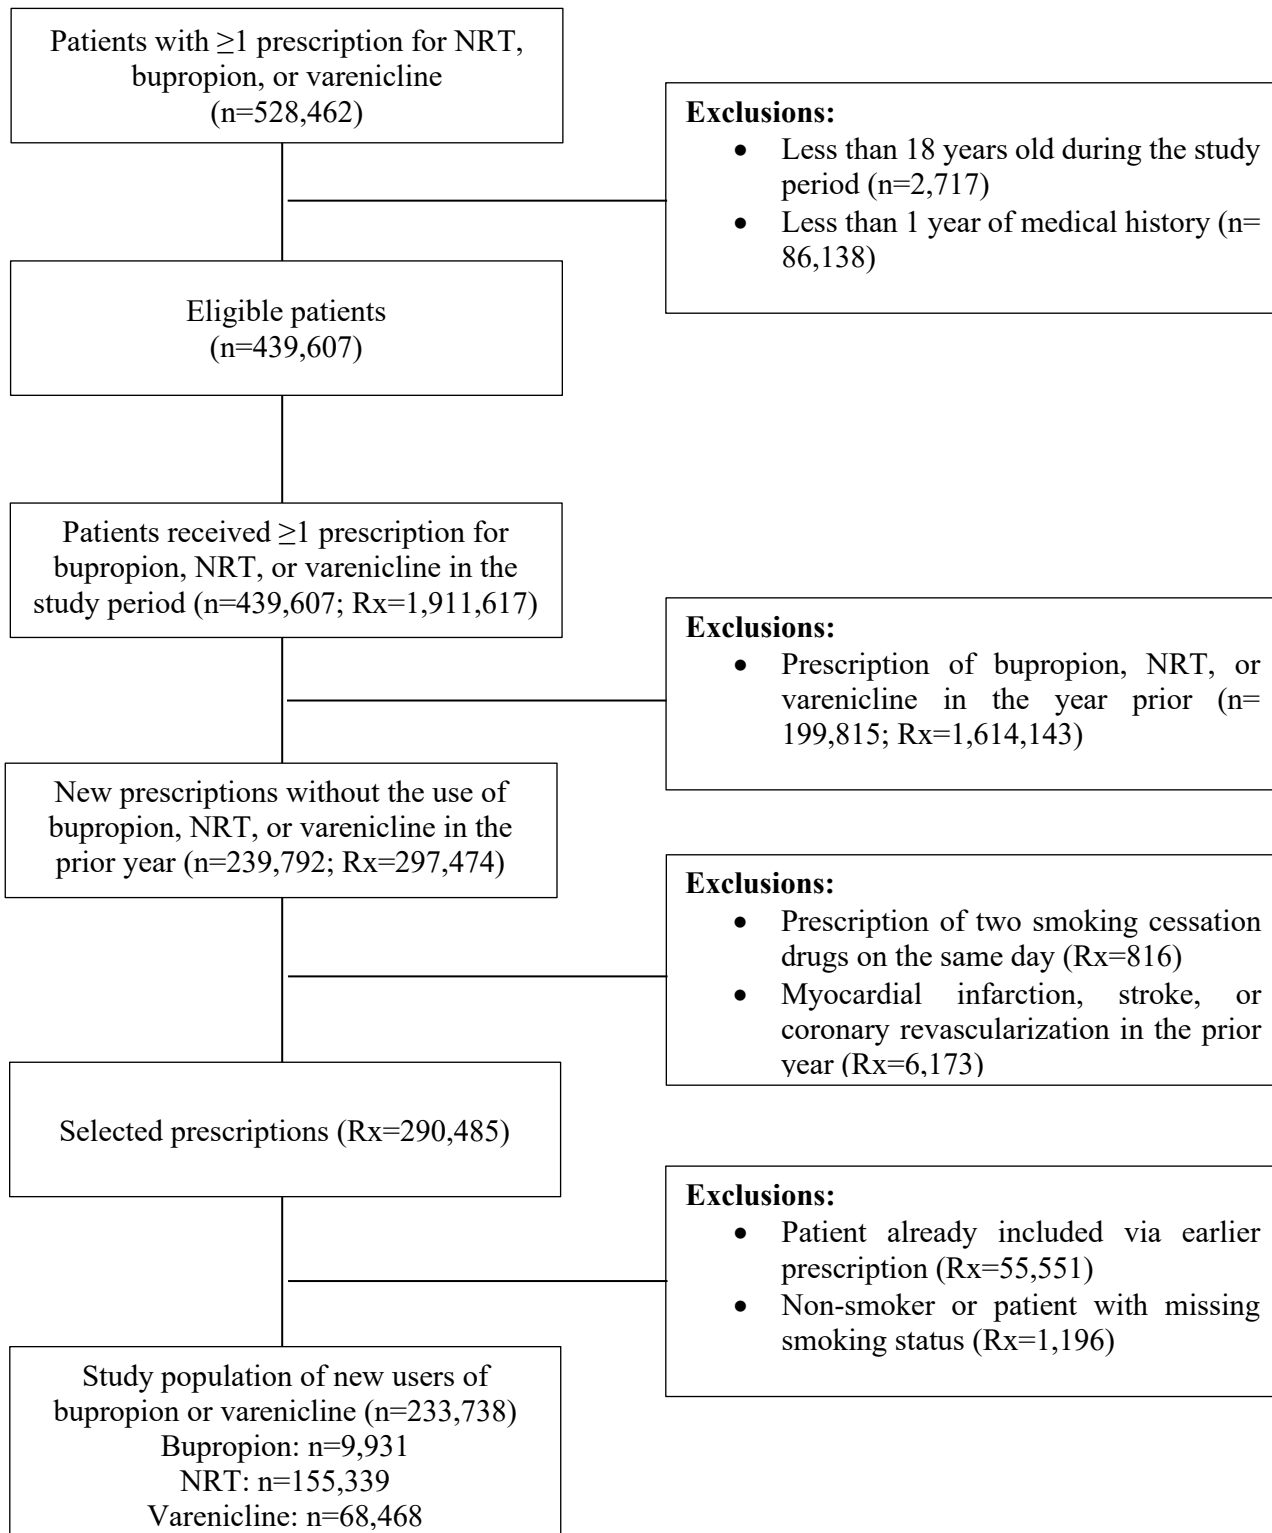 Patients with ≥1 prescription for NRT,
bupropion, or varenicline
(n=528,462)
Exclusions:
• Less than 18 years old during the study
period (n=2,717)
• Less than 1 year of medical history (n=
86,138)
Eligible patients
(n=439,607)
Patients received ≥1 prescription for
bupropion, NRT, or varenicline in the
study period (n=439,607; Rx=1,911,617)
Exclusions:
• Prescription of bupropion, NRT, or
varenicline in the year prior (n=
199,815; Rx=1,614,143)
New prescriptions without the use of
bupropion, NRT, or varenicline in the
prior year (n=239,792; Rx=297,474)
Exclusions:
• Prescription of two smoking cessation
drugs on the same day (Rx=816)
• Myocardial infarction, stroke, or
coronary revascularization in the prior
year (Rx=6,173)
Selected prescriptions (Rx=290,485)
Exclusions:
• Patient already included via earlier
prescription (Rx=55,551)
• Non-smoker or patient with missing
smoking status (Rx=1,196)
Study population of new users of
bupropion or varenicline (n=233,738)
Bupropion: n=9,931
NRT: n=155,339
Varenicline: n=68,468